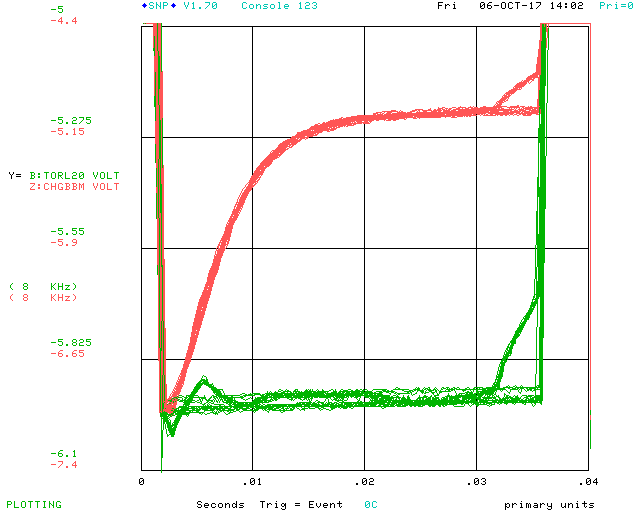 -5
-4.4
◆SNP◆ V1.70 Console 123 Fri 06-OCT-17 14:02 Pri=0
-5.275
-5.15
Y= B:TORL20 VOLT
Z:CHGBBM VOLT
-5.55
-5.9
( 8 KHz)
( 8 KHz)
-5.825
-6.65
-6.1
-7.4
0 .01 .02 .03 .04
PLOTTING Seconds Trig = Event 0C primary units